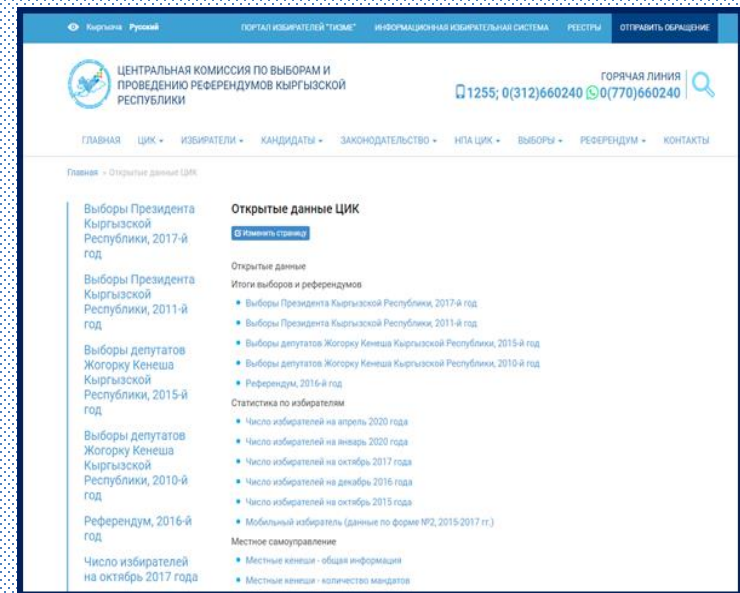 Кыргызча Русский
ПОРТАЛ ИЗБИРАТЕЛЕЙ "ТИЗМЕ" ИНФОРМАЦИОННАЯ ИЗБИРАТЕЛЬНАЯ СИСТЕМА РЕЕСТРЫ ОТПРАВИТЬ ОБРАЩЕНИЕ
ЦЕНТРАЛЬНАЯ КОМИССИЯ ПО ВЫБОРАМ И
ПРОВЕДЕНИЮ РЕФЕРЕНДУМОВ КЫРГЫЗСКОЙ
РЕСПУБЛИКИ
ГОРЯЧАЯ ЛИНИЯ
1255; 0(312)660240 0(770)660240
ГЛАВНАЯ ЦИК ИЗБИРАТЕЛИ КАНДИДАТЫ ЗАКОНОДАТЕЛЬСТВО НПА ЦИК ВЫБОРЫ РЕФЕРЕНДУМ КОНТАКТЫ
Главная » Открытые данные ЦИК
Выборы Президента
Кыргызской
Республики, 2017-й
год
Выборы Президента
Кыргызской
Республики, 2011-й
год
Выборы депутатов
Жогорку Кенеша
Кыргызской
Республики, 2015-й
год
Выборы депутатов
Жогорку Кенеша
Кыргызской
Республики, 2010-й
год
Референдум, 2016-й
год
Число избирателей
на октябрь 2017 года
Открытые данные ЦИК
Изменить страницу
Открытые данные
Итоги выборов и референдумов
Выборы Президента Кыргызской Республики, 2017-й год
Выборы Президента Кыргызской Республики, 2011-й год
Выборы депутатов Жогорку Кенеша Кыргызской Республики, 2015-й год
Выборы депутатов Жогорку Кенеша Кыргызской Республики, 2010-й год
Референдум, 2016-й год
Статистика по избирателям
Число избирателей на апрель 2020 года
Число избирателей на январь 2020 года
Число избирателей на октябрь 2017 года
Число избирателей на декабрь 2016 года
Число избирателей на октябрь 2015 года
Мобильный избиратель (данные по форме №2, 2015-2017 гг.)
Местное самоуправление
Местные кенеши - общая информация
Местные кенеши - количество мандатов